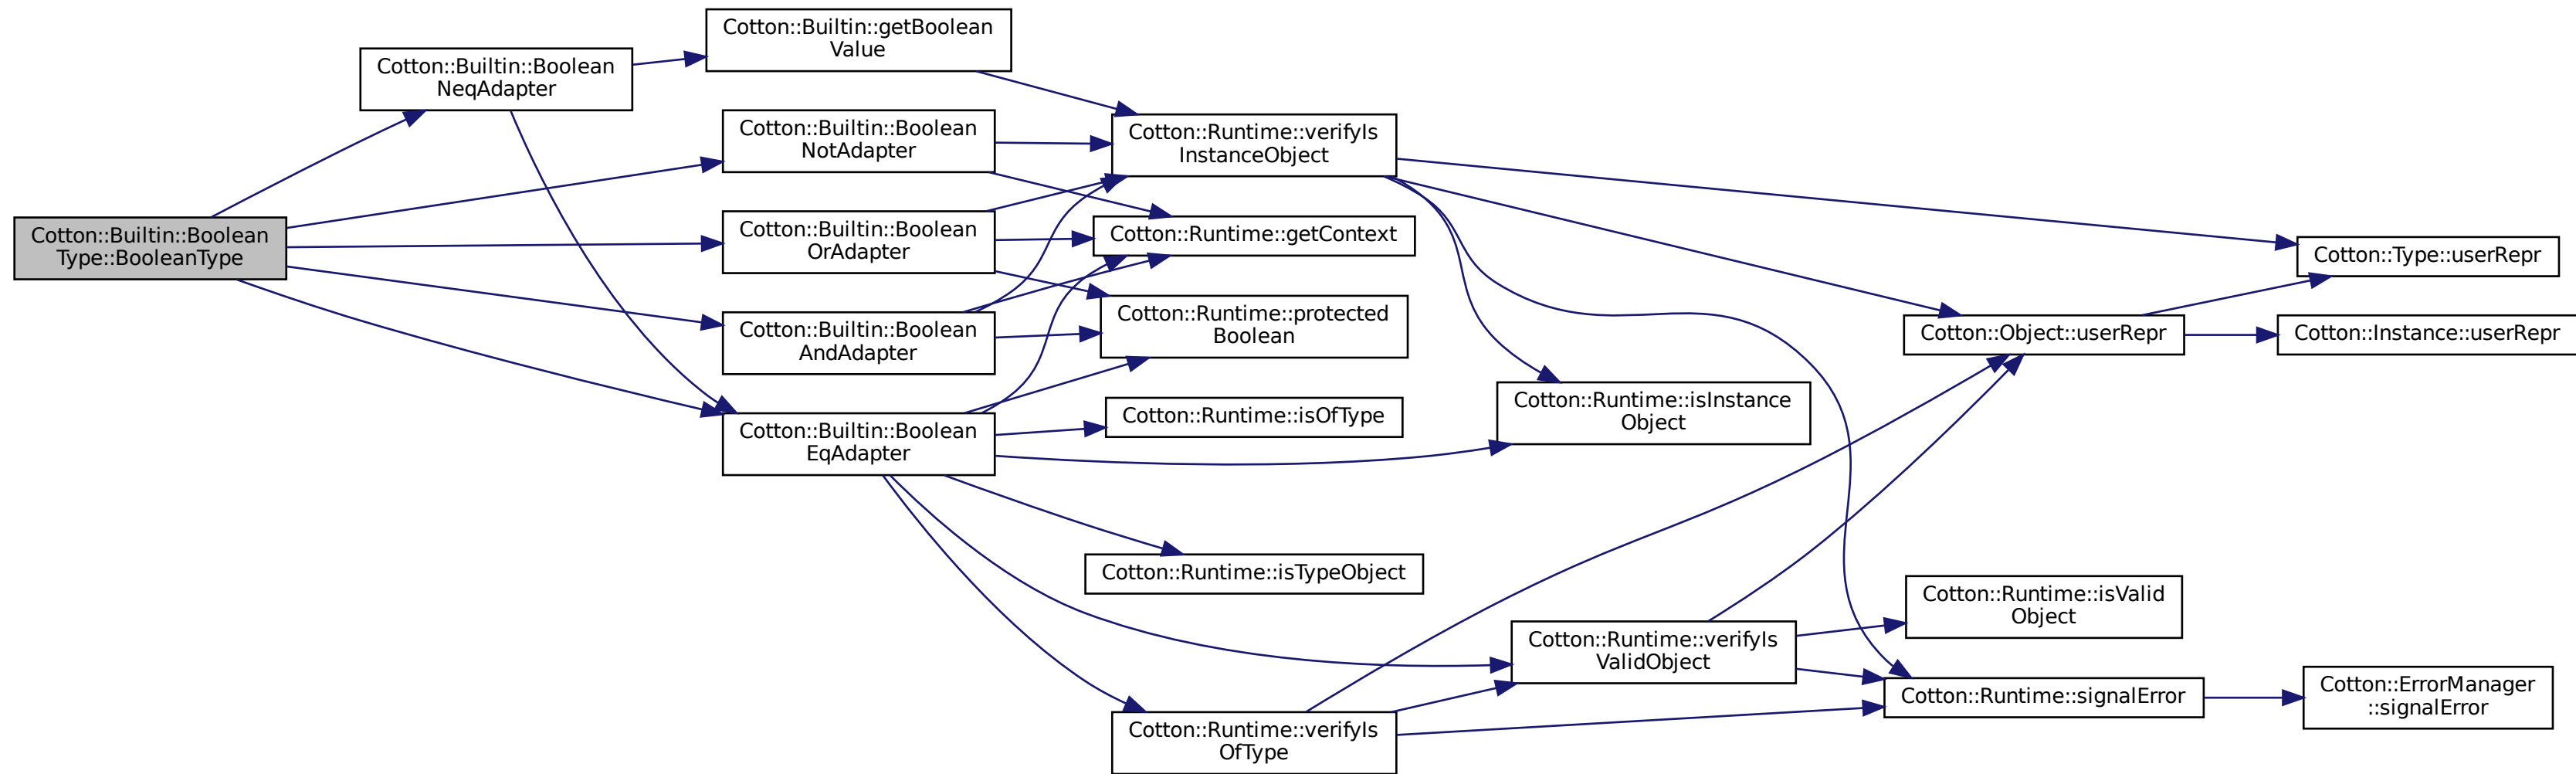 Cotton::Builtin::Boolean
Type::BooleanType
Cotton::Builtin::Boolean
NeqAdapter
Cotton::Builtin::getBoolean
Value
Cotton::Builtin::Boolean
NotAdapter
Cotton::Builtin::Boolean
OrAdapter
Cotton::Builtin::Boolean
AndAdapter
Cotton::Builtin::Boolean
EqAdapter
Cotton::Runtime::verifyIs
InstanceObject
Cotton::Runtime::getContext
Cotton::Runtime::protected
Boolean
Cotton::Runtime::isOfType
Cotton::Runtime::isTypeObject
Cotton::Runtime::verifyIs
OfType
Cotton::Runtime::isInstance
Object
Cotton::Runtime::verifyIs
ValidObject
Cotton::Object::userRepr
Cotton::Runtime::isValid
Object
Cotton::Runtime::signalError
Cotton::Type::userRepr
Cotton::Instance::userRepr
Cotton::ErrorManager
::signalError